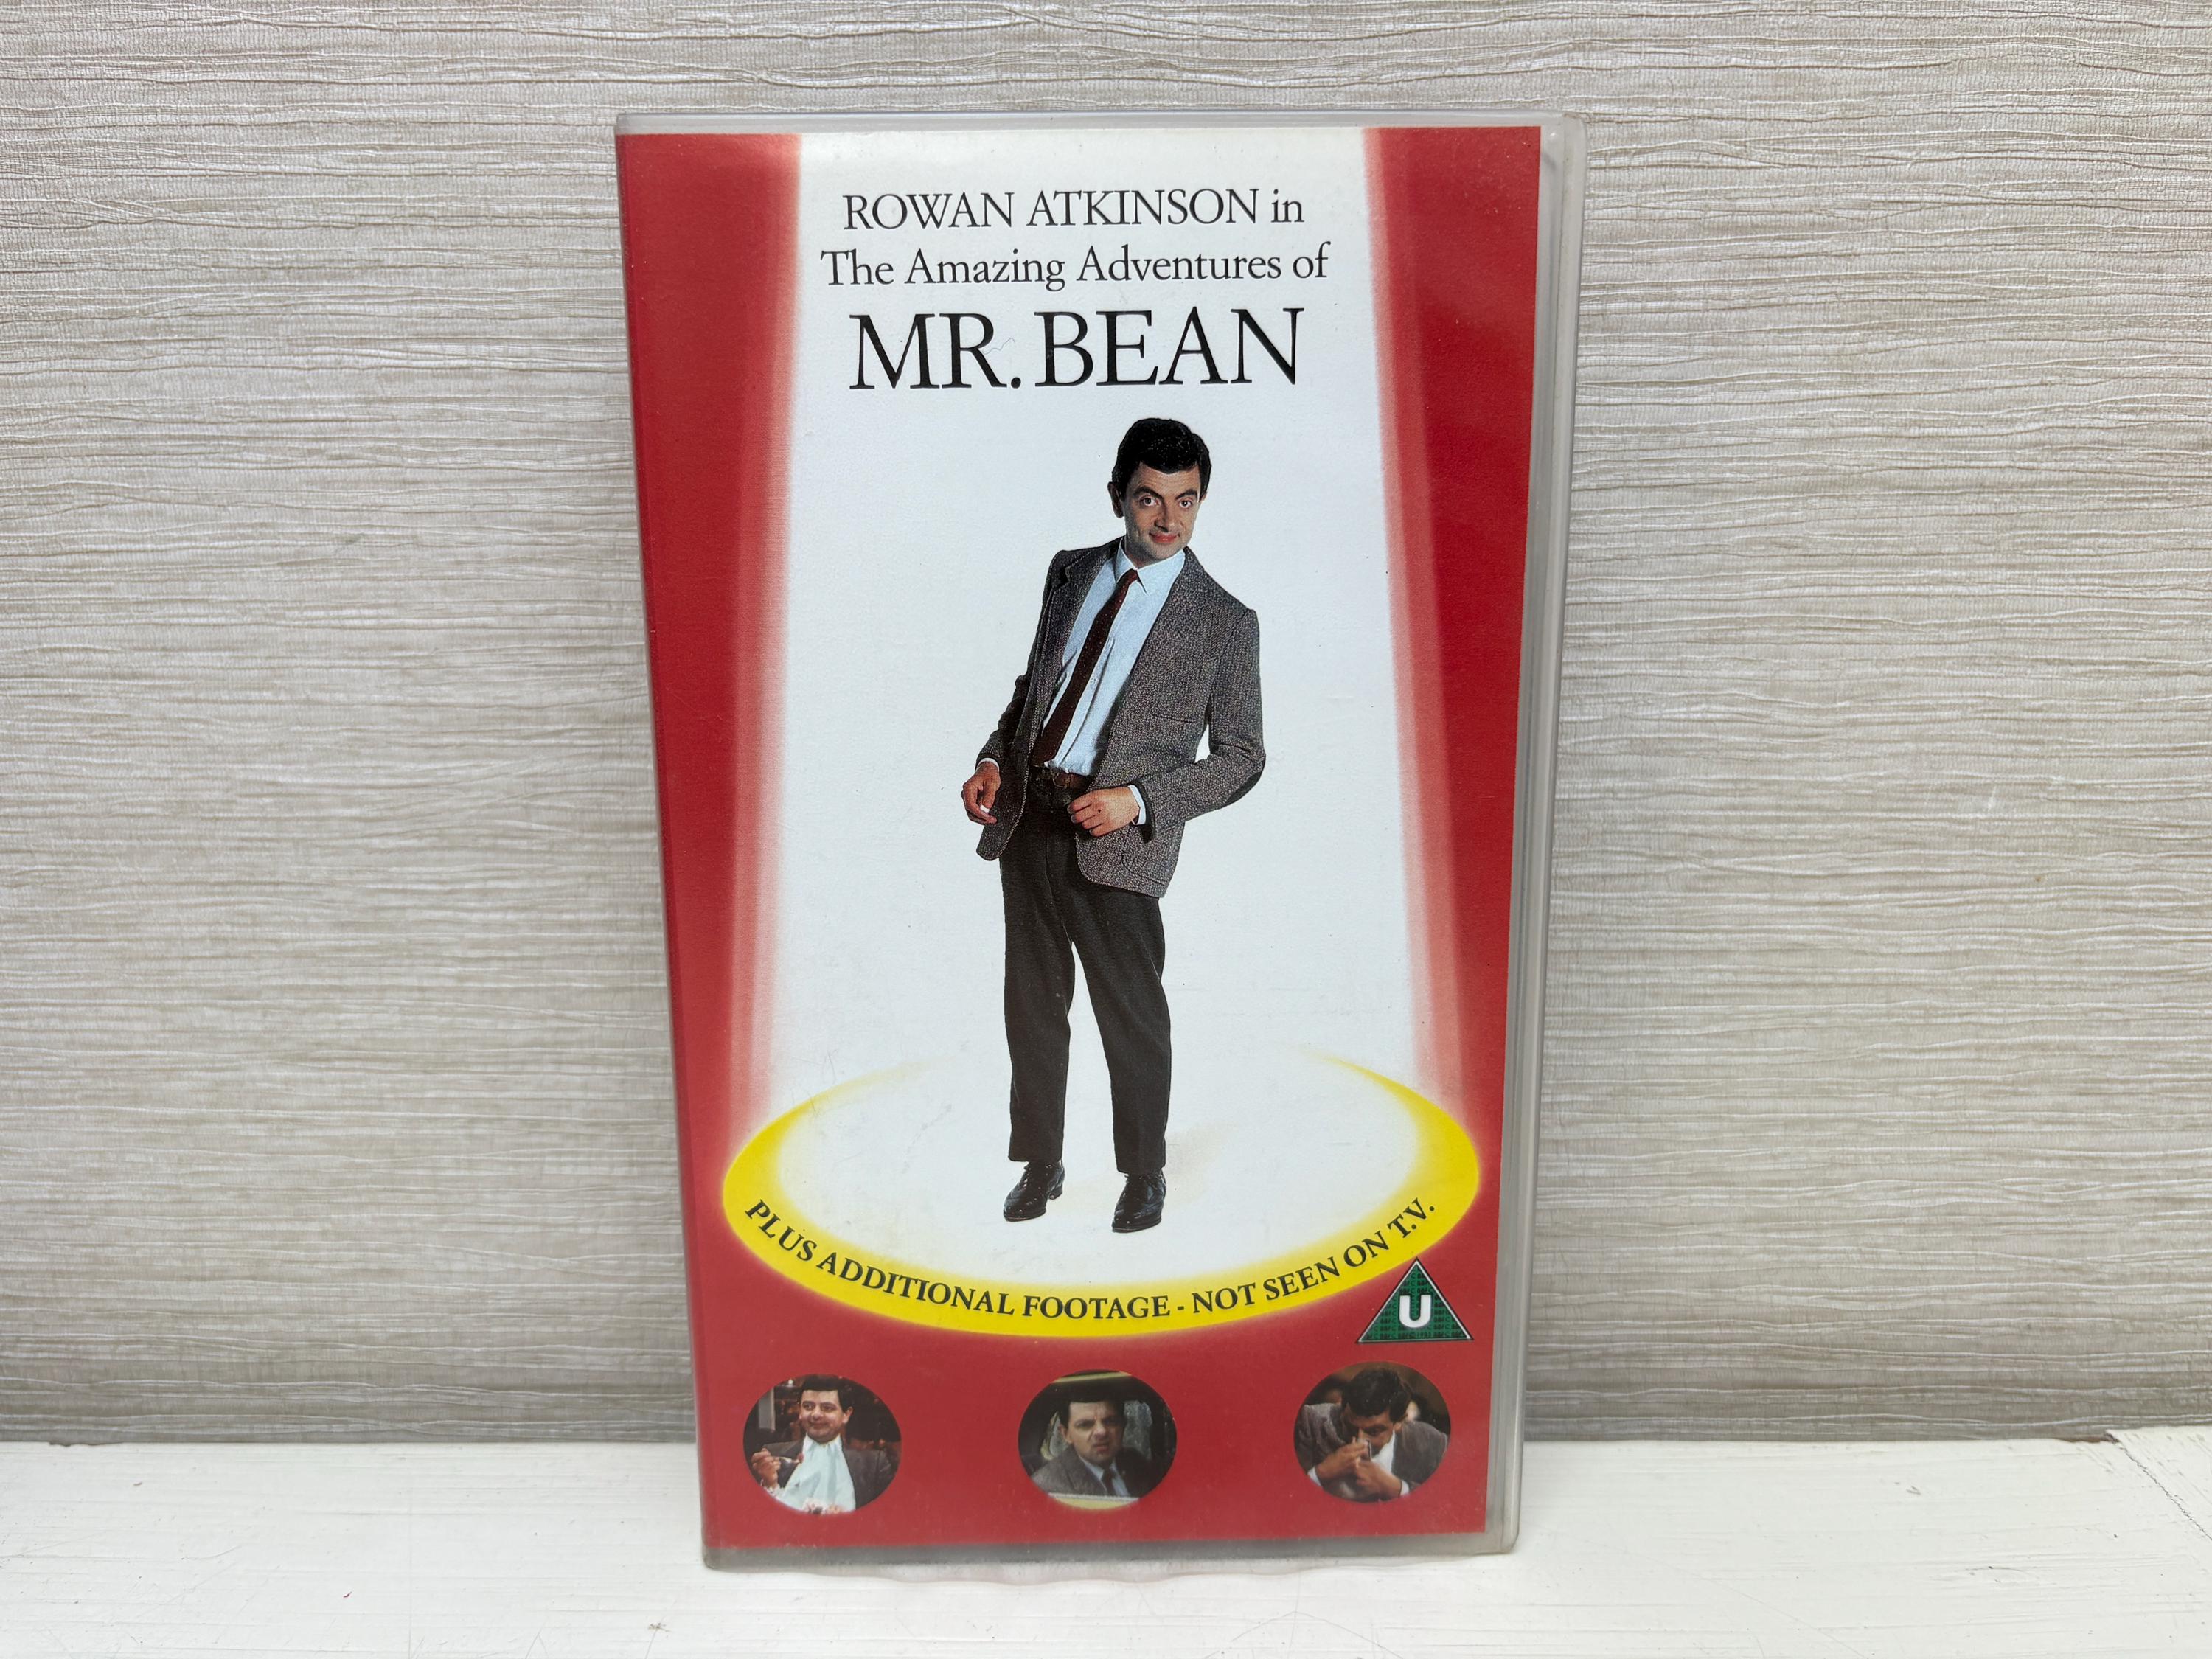 ROWAN ATKINSON in
The Amazing Adventures of
MR. BEAN
PLUS ADDITIONAL FOOTAGE - NOT SEEN ON T.V.
U